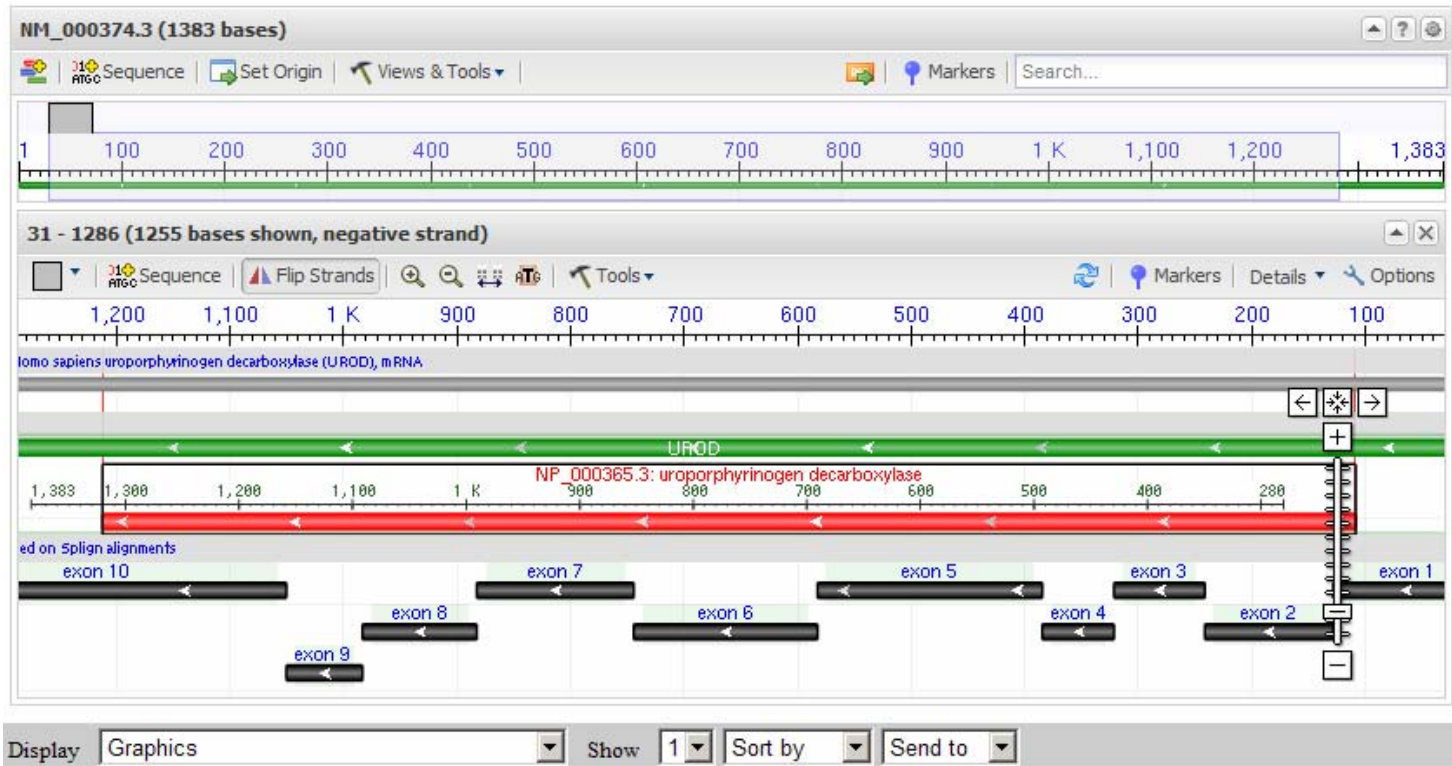 NM_000374.3 (1383 bases)
Sequence Set Origin Views & Tools Markers Search...
1 100 200 300 400 500 600 700 800 900 1 K 1,100 1,200 1,383
31 - 1286 (1255 bases shown, negative strand)
Sequence Flip Strands Tools Markers Details Options
1,200 1,100 1 K 900 800 700 600 500 400 300 200 100
omo sapiens uroporphyrinogen decarboxylase (UROD), mRNA
UROD
NP_000365.3: uroporphyrinogen decarboxylase
1,383 1,300 1,200 1,100 1 K 900 800 700 600 500 400 280
ed on Splign alignments
exon 10 exon 7 exon 5 exon 3 exon 1
exon 8 exon 6 exon 4 exon 2
exon 9
Display Graphics Show 1 Sort by Send to